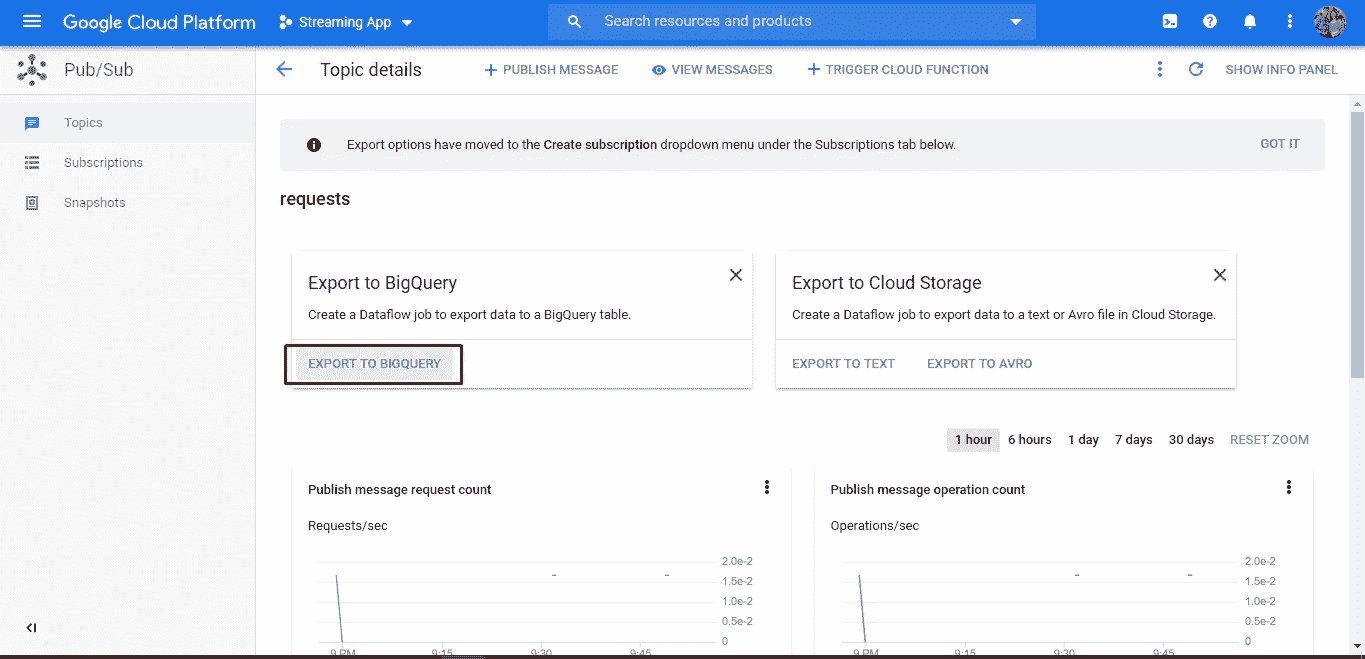 Google Cloud Platform
Streaming App
Search resources and products
Pub/Sub
Topic details
PUBLISH MESSAGE
VIEW MESSAGES
TRIGGER CLOUD FUNCTION
SHOW INFO PANEL
Topics
Subscriptions
Snapshots
Export options have moved to the Create subscription dropdown menu under the Subscriptions tab below.
GOT IT
requests
Export to BigQuery
Create a Dataflow job to export data to a BigQuery table.
EXPORT TO BIGQUERY
Export to Cloud Storage
Create a Dataflow job to export data to a text or Avro file in Cloud Storage.
EXPORT TO TEXT
EXPORT TO AVRO
1 hour
6 hours
1 day
7 days
30 days
RESET ZOOM
Publish message request count
Requests/sec
2.0e-2
1.5e-2
1.0e-2
0.5e-2
0
9 PM
9:15
9:30
9:45
Publish message operation count
Operations/sec
2.0e-2
1.5e-2
1.0e-2
0.5e-2
0
9 PM
9:15
9:30
9:45